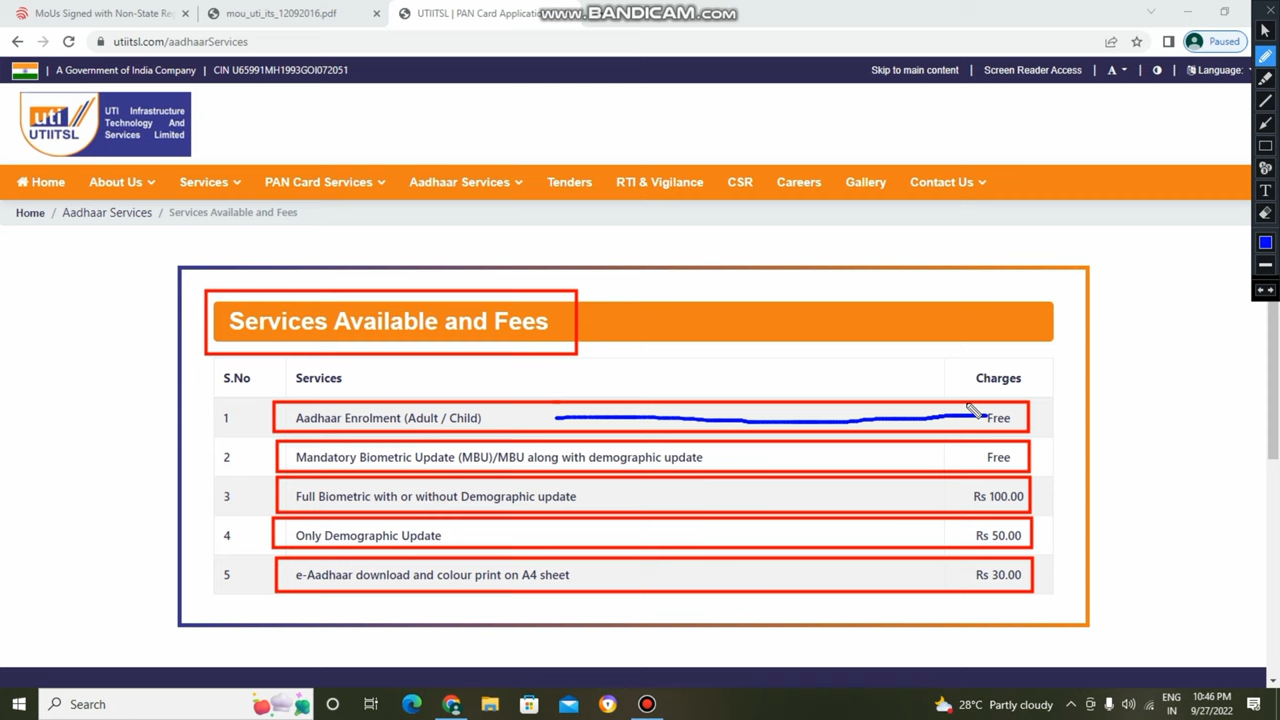 MoUs Signed with Non-State Re
mou_uti_its_12092016.pdf
UTIITSL | PAN Card Applicatio
www.BANDICAM.com
utiitsl.com/aadhaarServices
Paused
A Government of India Company | CIN U65991MH1993GOI072051
Skip to main content | Screen Reader Access | A | Language:
uti
UTIITSL
UTI Infrastructure
Technology And
Services Limited
Home About Us Services PAN Card Services Aadhaar Services Tenders RTI & Vigilance CSR Careers Gallery Contact Us
Home / Aadhaar Services / Services Available and Fees
Services Available and Fees
S.No Services Charges
1 Aadhaar Enrolment (Adult / Child) Free
2 Mandatory Biometric Update (MBU)/MBU along with demographic update Free
3 Full Biometric with or without Demographic update Rs 100.00
4 Only Demographic Update Rs 50.00
5 e-Aadhaar download and colour print on A4 sheet Rs 30.00
T
Search
28°C Partly cloudy
ENG
IN
10:46 PM
9/27/2022